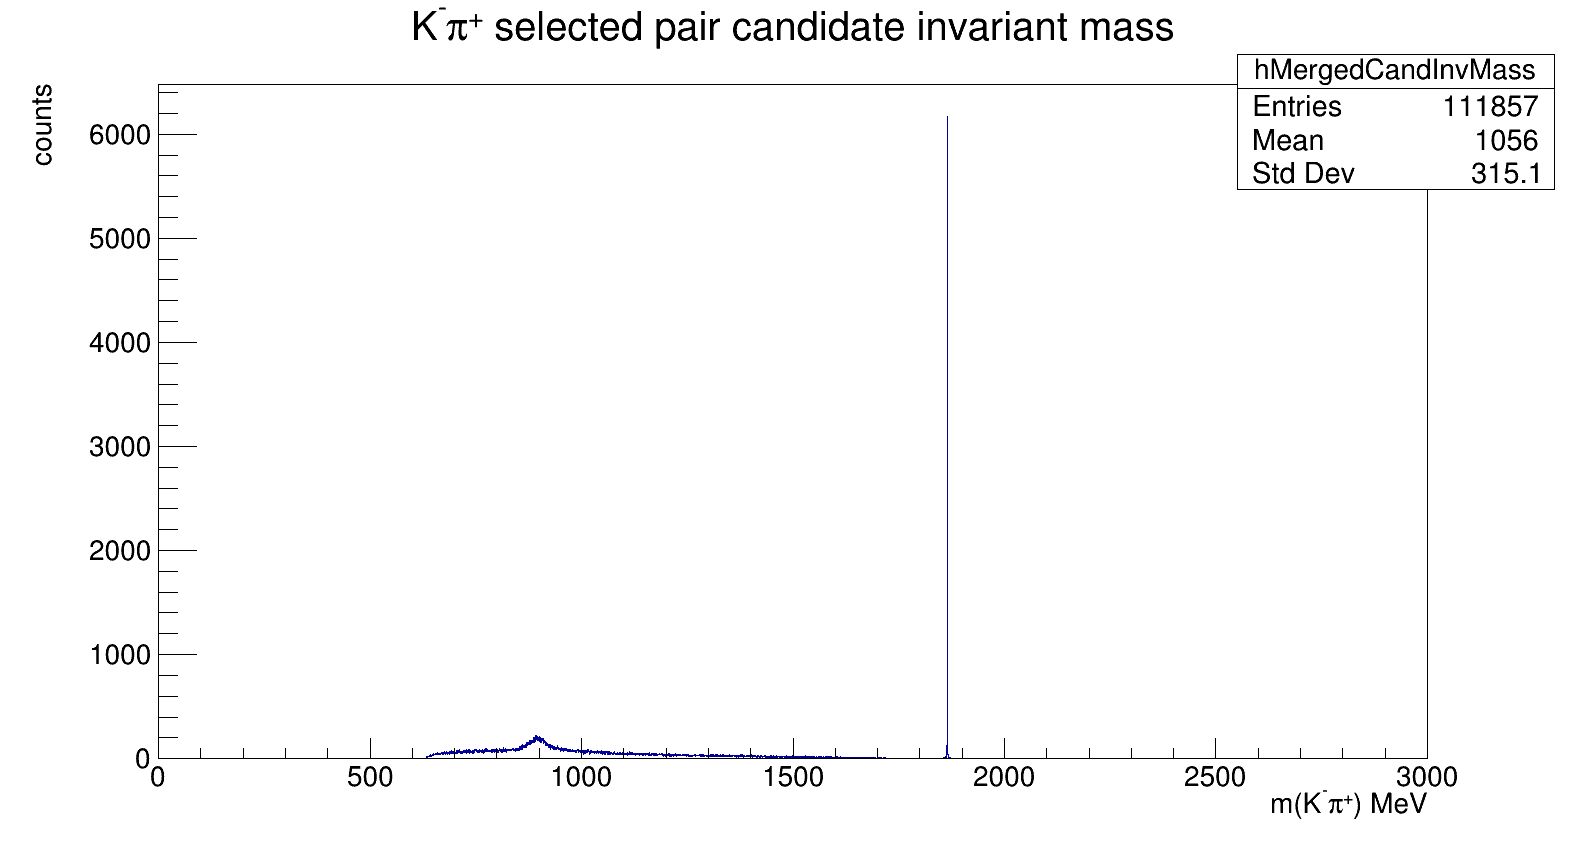 K⁻π⁺ selected pair candidate invariant mass
hMergedCandInvMass
Entries 111857
Mean 1056
Std Dev 315.1
counts
6000
5000
4000
3000
2000
1000
0
0 500 1000 1500 2000 2500 3000
m(K⁻π⁺) MeV